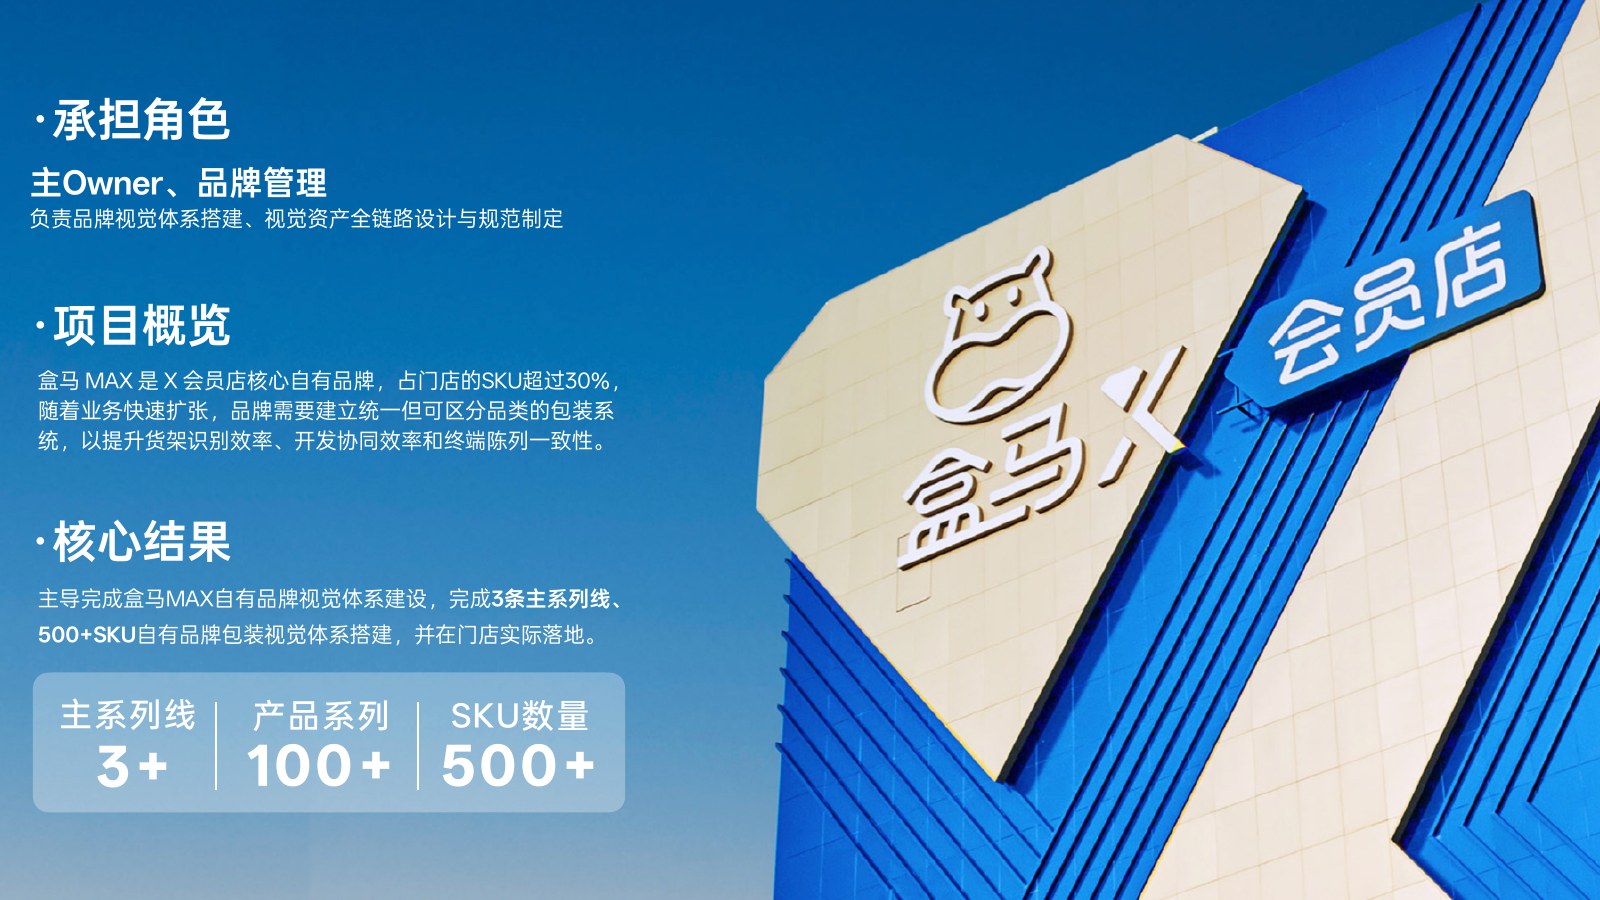 ·承担角色
主Owner、品牌管理
负责品牌视觉体系搭建、视觉资产全链路设计与规范制定
·项目概览
盒马 MAX 是 X 会员店核心自有品牌，占门店的SKU超过30%，
随着业务快速扩张，品牌需要建立统一但可区分品类的包装系
统，以提升货架识别效率、开发协同效率和终端陈列一致性。
·核心结果
主导完成盒马MAX自有品牌视觉体系建设，完成3条主系列线、
500+SKU自有品牌包装视觉体系搭建，并在门店实际落地。
主系列线
3+
产品系列
100+
SKU数量
500+
盒马X
会员店